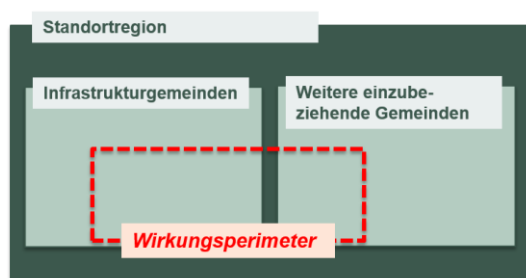 Standortregion
Infrastrukturgemeinden
Weitere einzube-
ziehende Gemeinden
Wirkungsperimeter